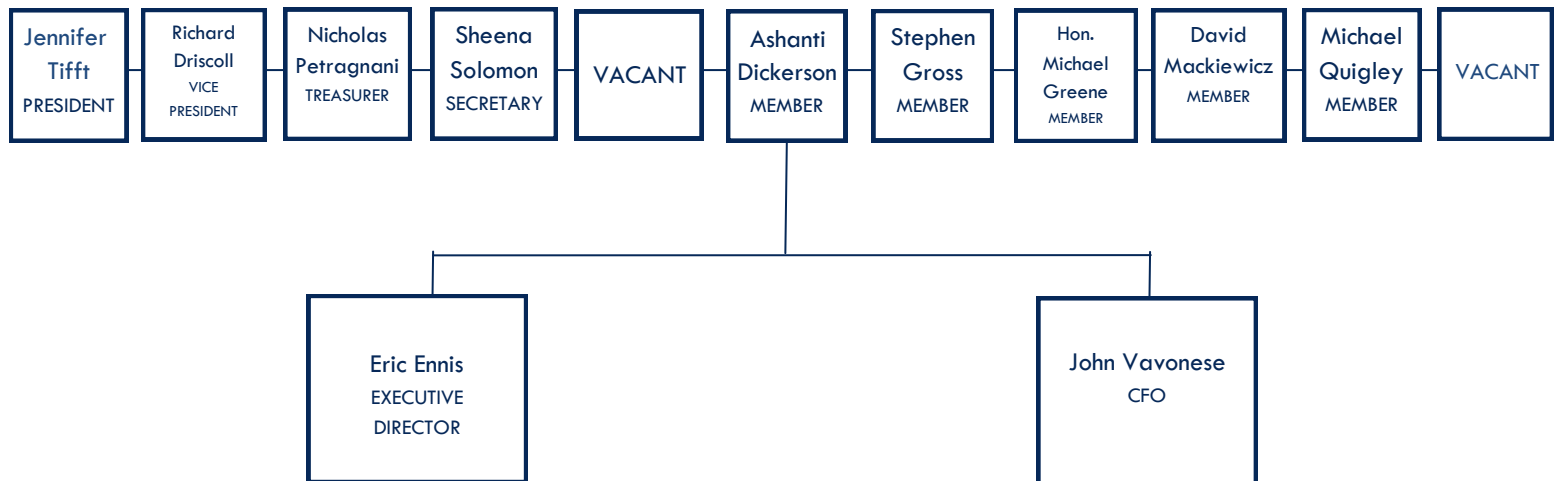 Jennifer
Tifft
PRESIDENT
Richard
Driscoll
VICE
PRESIDENT
Nicholas
Petragnani
TREASURER
Sheena
Solomon
SECRETARY
VACANT
Ashanti
Dickerson
MEMBER
Stephen
Gross
MEMBER
Hon.
Michael
Greene
MEMBER
David
Mackiewicz
MEMBER
Michael
Quigley
MEMBER
VACANT
Eric Ennis
EXECUTIVE
DIRECTOR
John Vavonese
CFO